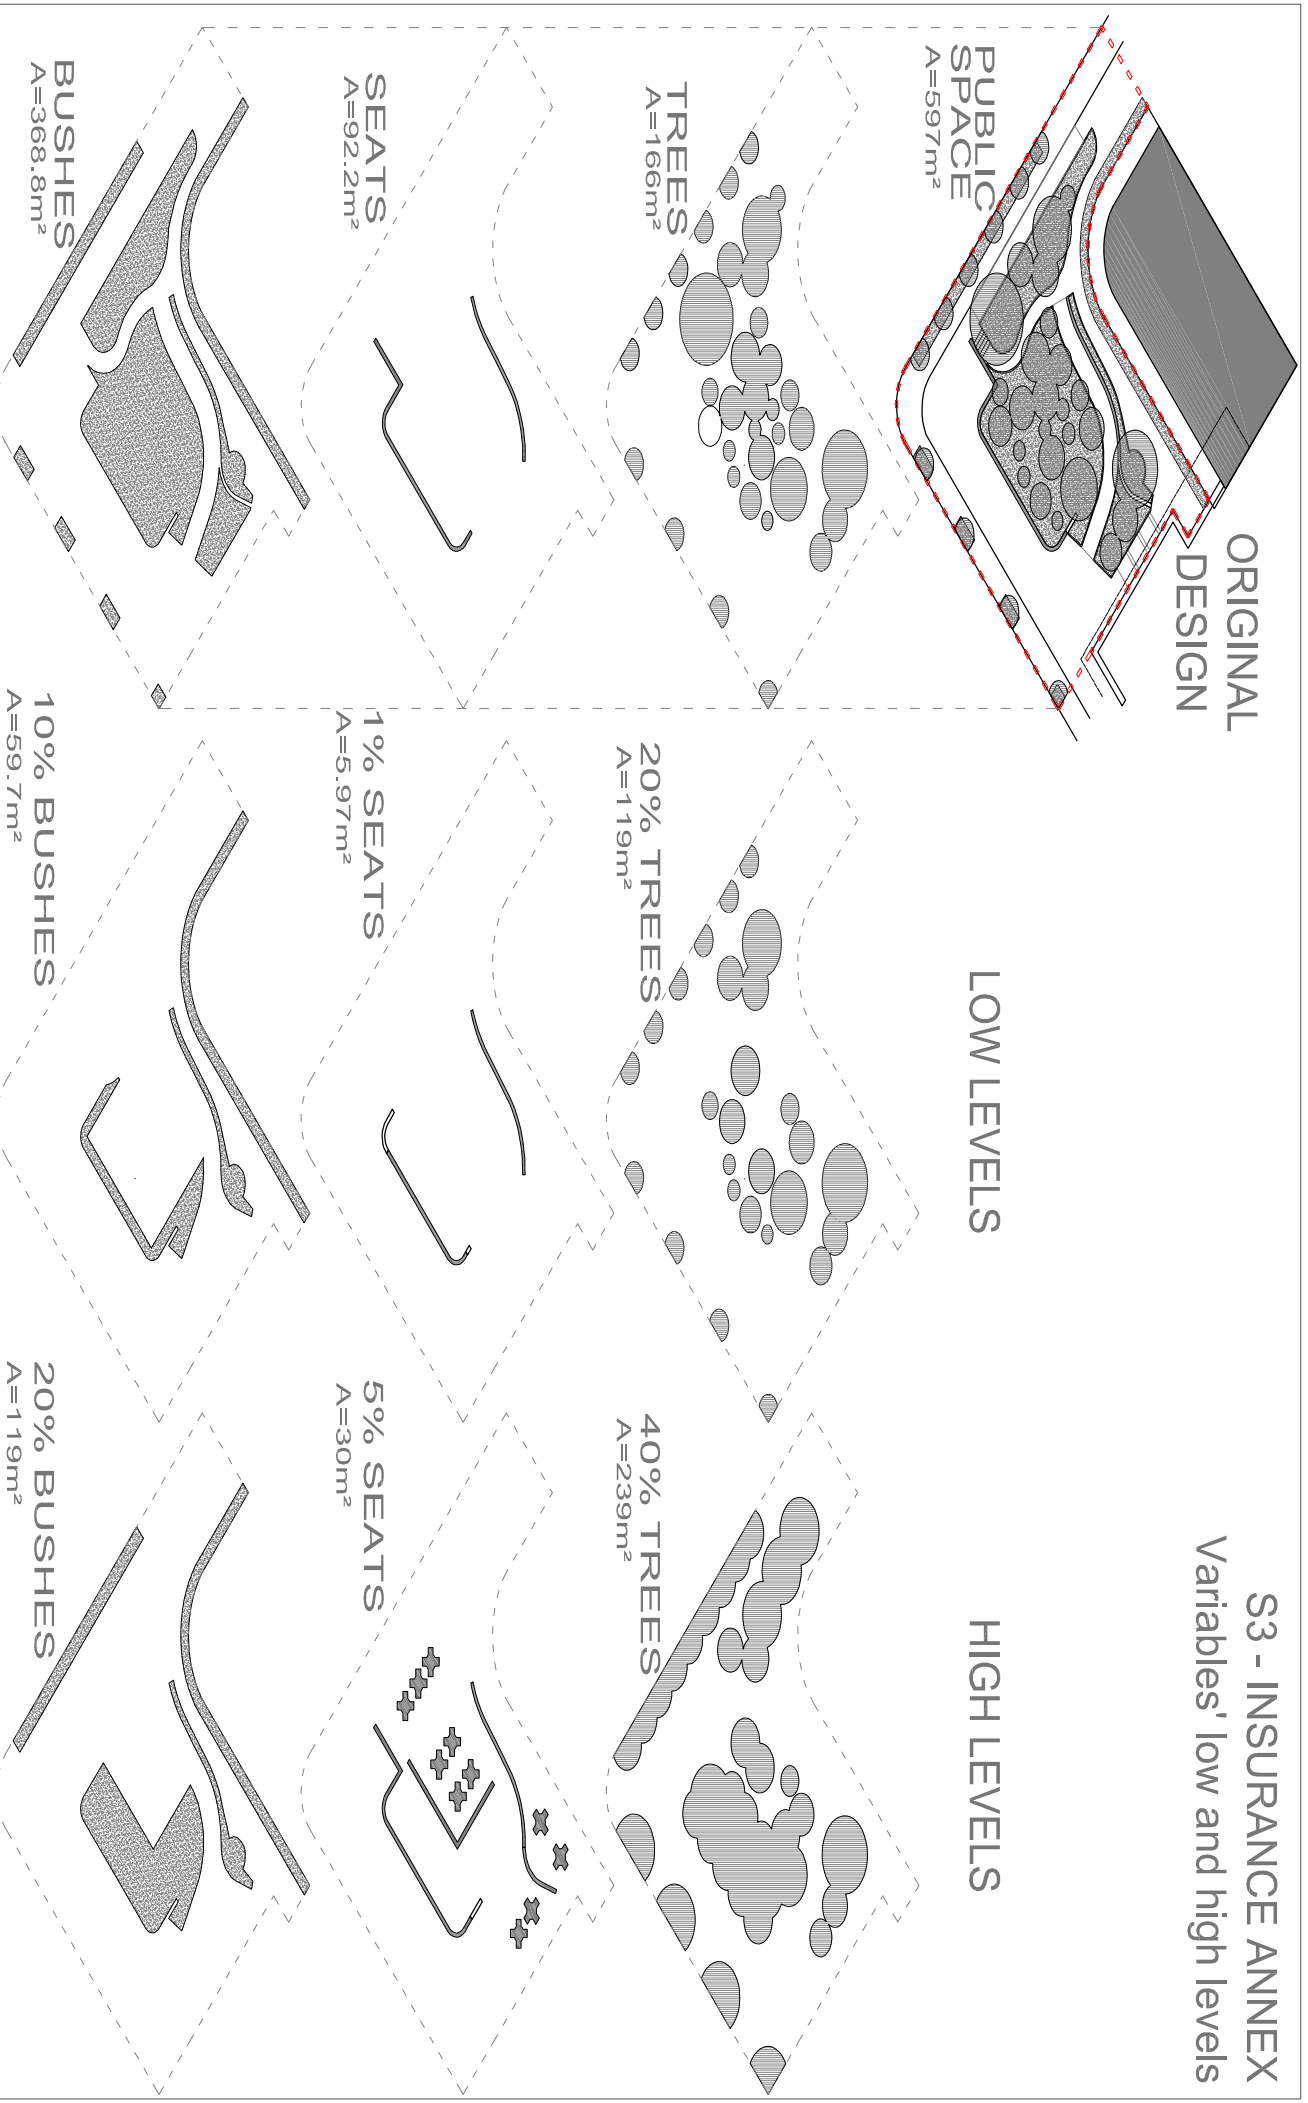 S3 - INSURANCE ANNEX
Variables' low and high levels
ORIGINAL
DESIGN
LOW LEVELS
HIGH LEVELS
PUBLIC
SPACE
A=597m²
TREES
A=166m²
20% TREES
A=119m²
40% TREES
A=239m²
SEATS
A=92.2m²
1% SEATS
A=5.97m²
5% SEATS
A=30m²
BUSHES
A=368.8m²
10% BUSHES
A=59.7m²
20% BUSHES
A=119m²